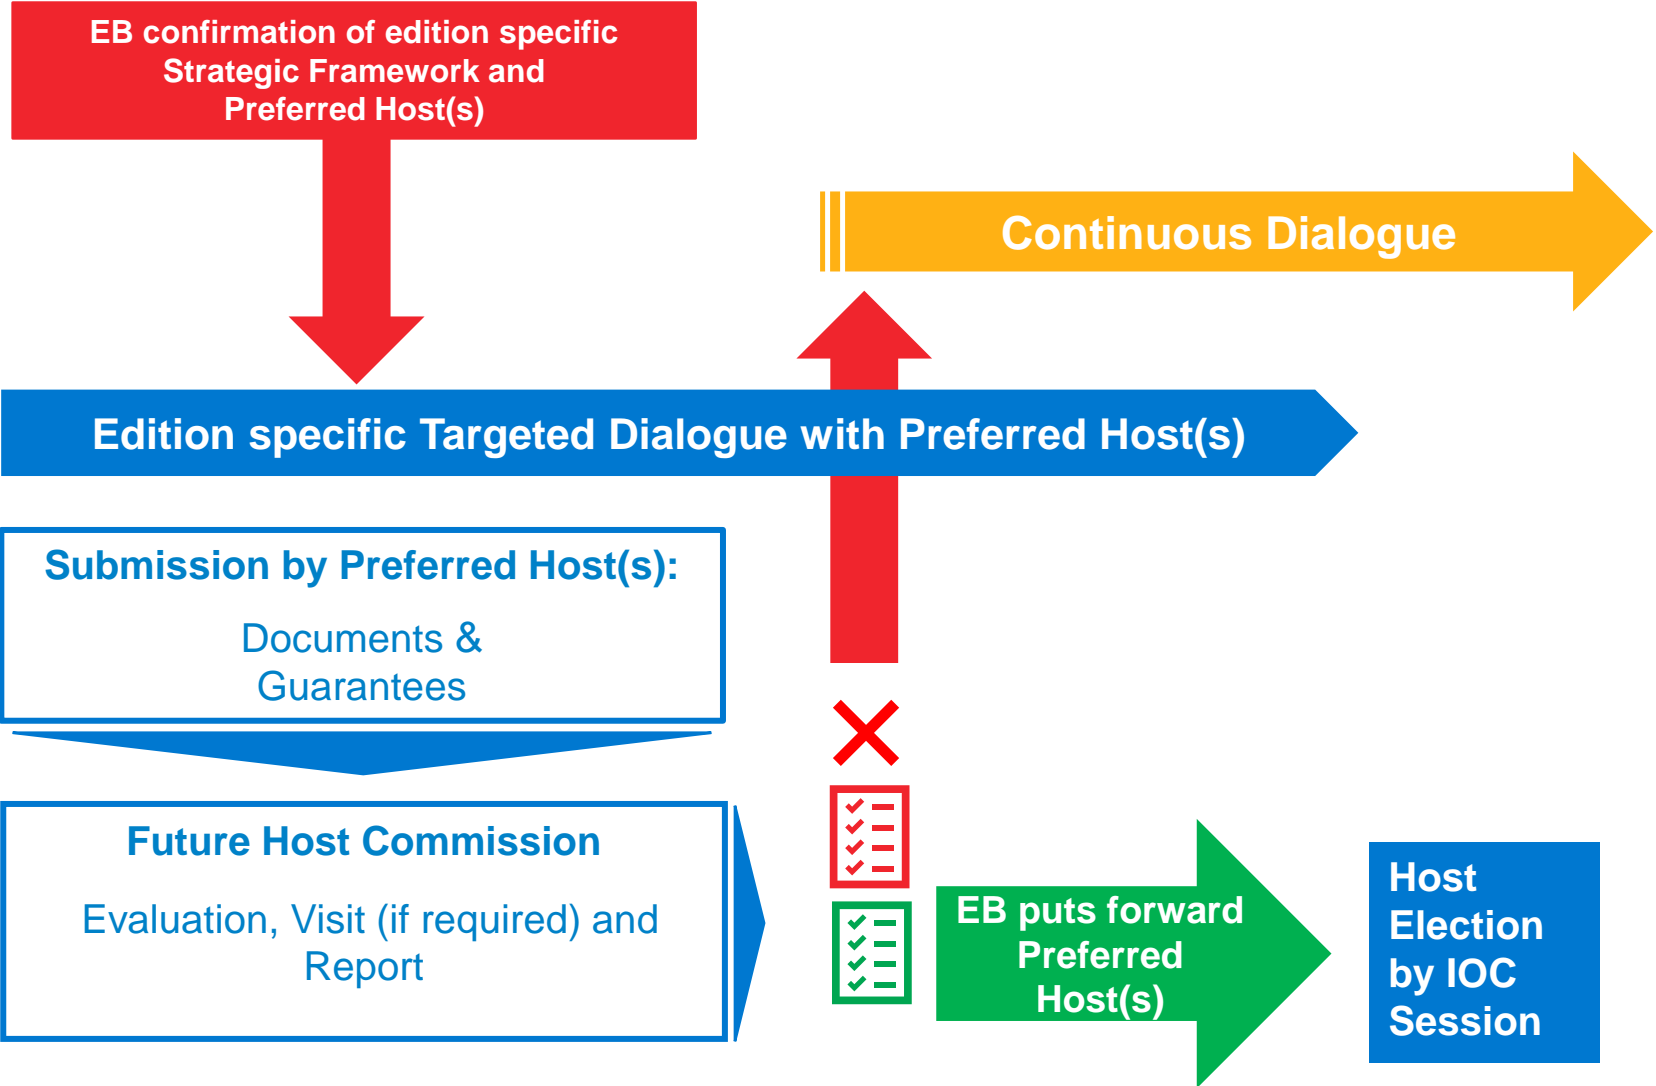 EB confirmation of edition specific
Strategic Framework and
Preferred Host(s)
Continuous Dialogue
Edition specific Targeted Dialogue with Preferred Host(s)
Submission by Preferred Host(s):
Documents &
Guarantees
Future Host Commission
Evaluation, Visit (if required) and
Report
EB puts forward
Preferred
Host(s)
Host
Election
by IOC
Session